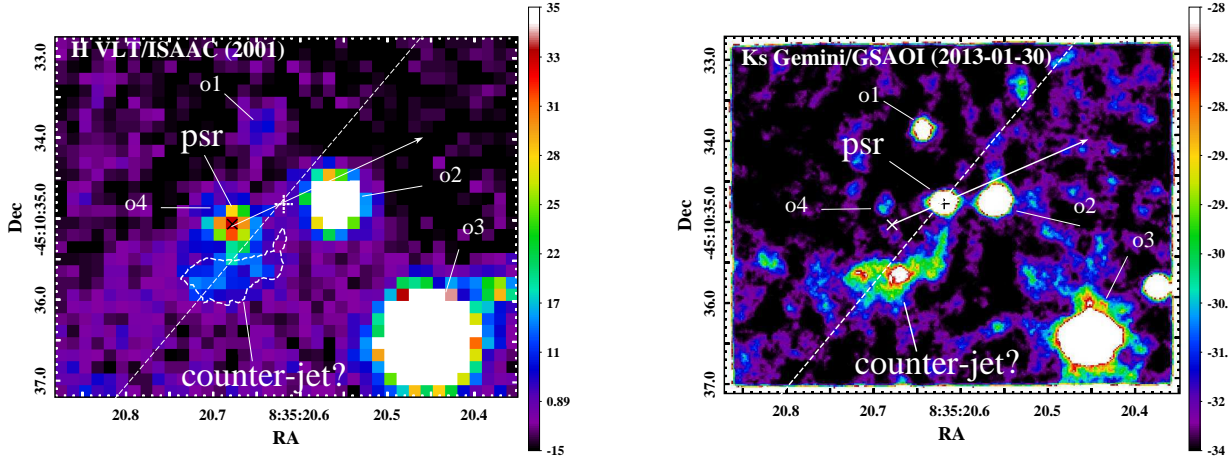 H VLT/ISAAC (2001)
o1
psr
o4
o2
o3
counter-jet?
Dec
33.0
34.0
-45:10:35.0
36.0
37.0
20.8
20.7
8:35:20.6
20.5
20.4
RA
35
33
31
28
25
22
17
11
6
0.89
-15
Ks Gemini/GSAOI (2013-01-30)
o1
psr
o4
o2
o3
counter-jet?
Dec
33.0
34.0
-45:10:35.0
36.0
37.0
20.8
20.7
8:35:20.6
20.5
20.4
RA
-28
-28.
-29.
-29.
-29.
-30.
-30.
-31.
-31.
-32
-34